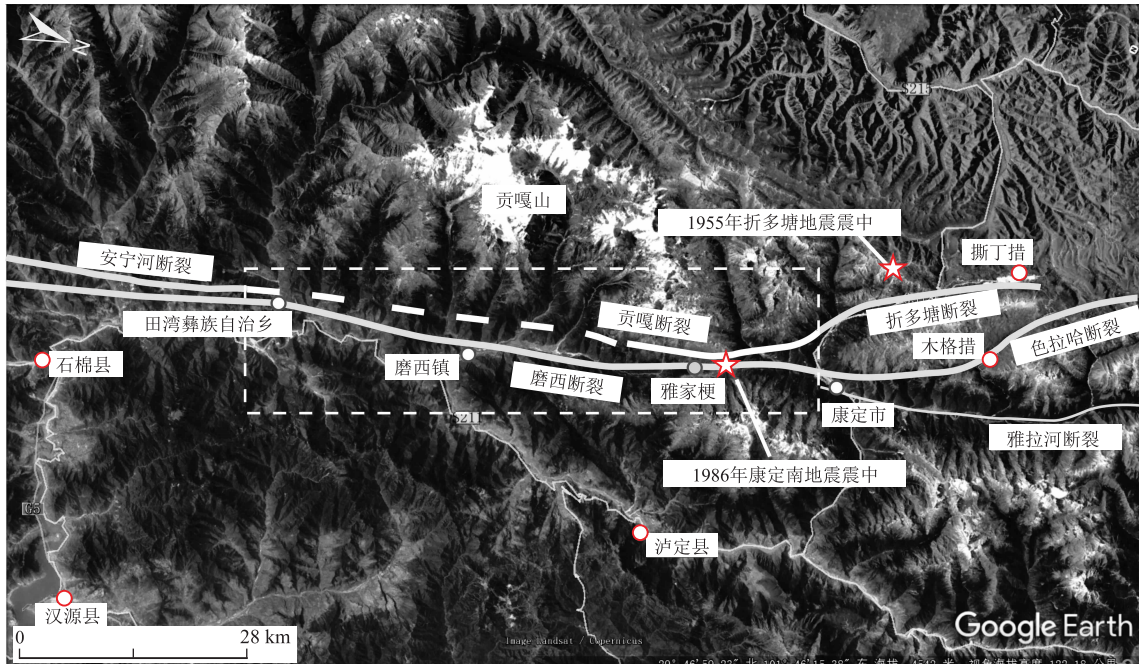 N
S21
贡嘎山
1955年折多塘地震震中
撕丁措
安宁河断裂
田湾彝族自治乡
贡嘎断裂
折多塘断裂
木格措
色拉哈断裂
石棉县
磨西镇
磨西断裂
雅家梗
康定市
S21
雅拉河断裂
1986年康定南地震震中
G5
泸定县
汉源县
0
28 km
Image Landsat / Copernicus
Google Earth